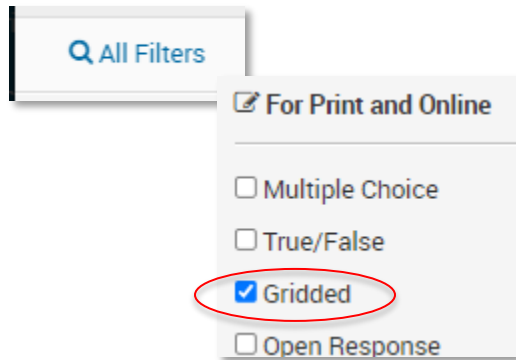 All Filters
For Print and Online
Multiple Choice
True/False
Gridded
Open Response